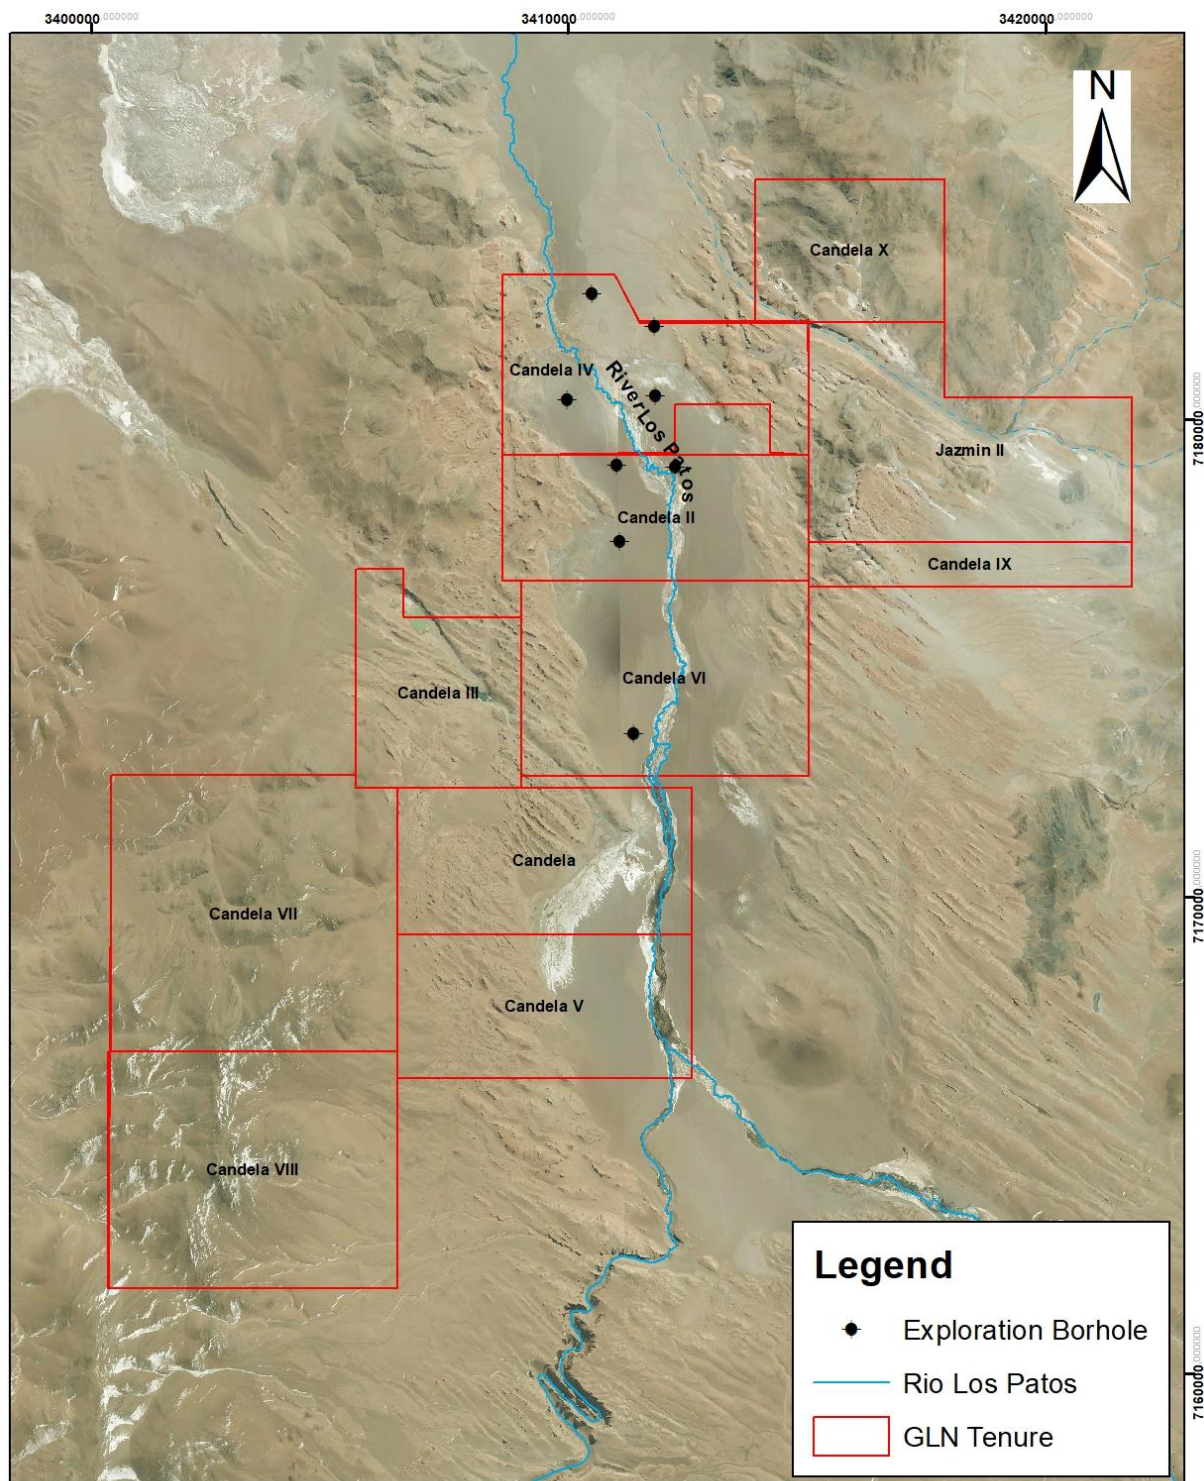 3400000.000000
3410000.000000
3420000.000000
N
Candela X
Candela IV
River Los Patos
7180000.000000
Jazmin II
Candela II
Candela IX
Candela VI
Candela III
Candela
7170000.000000
Candela VII
Candela V
Candela VIII
Legend
Exploration Borhole
Rio Los Patos
GLN Tenure
7160000.000000